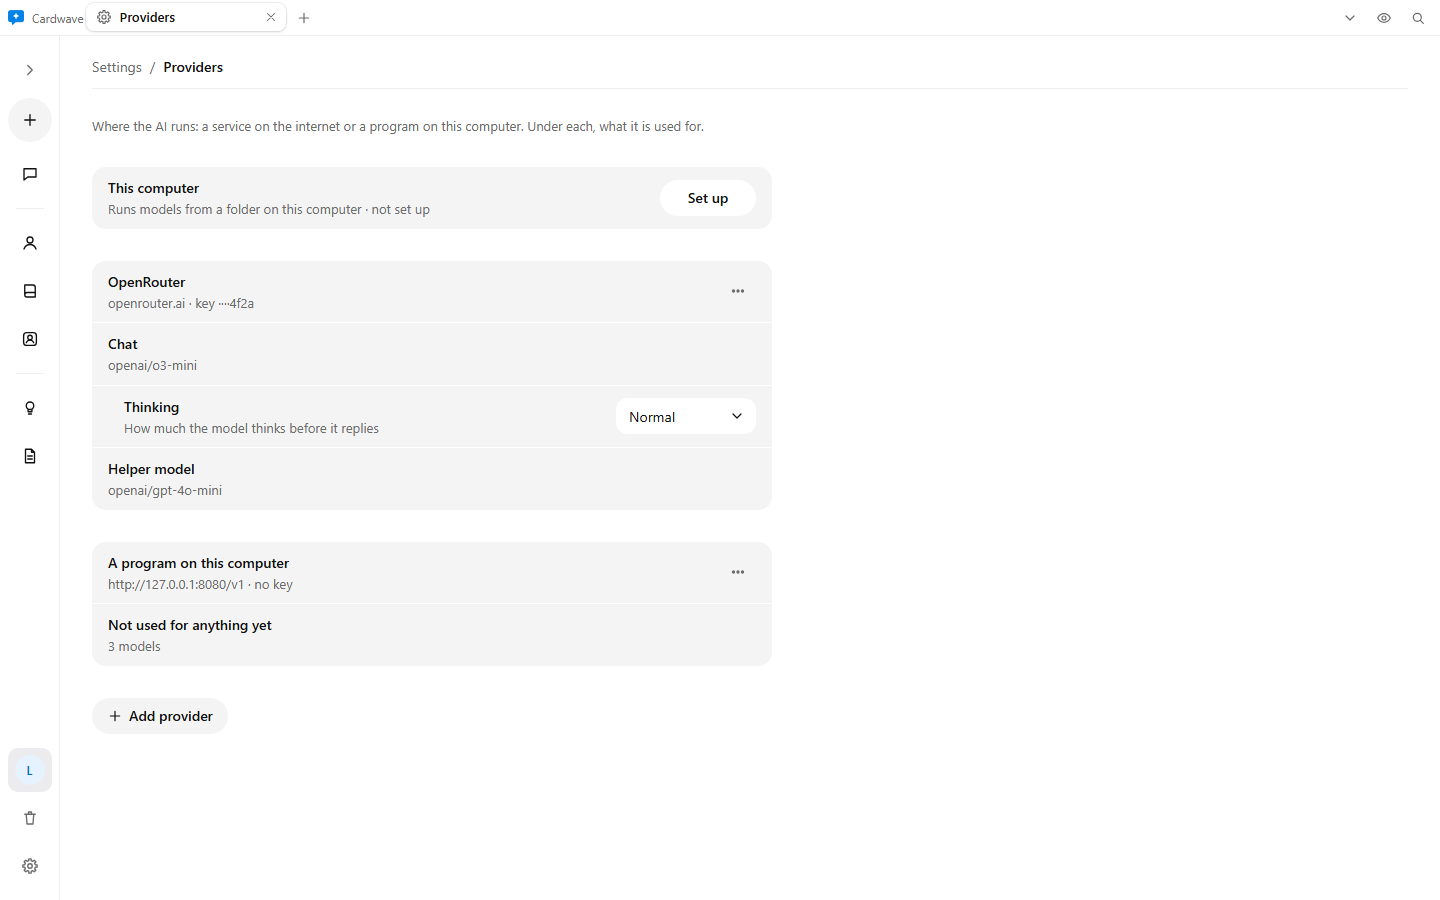 Cardwave
Providers
Settings / Providers
Where the AI runs: a service on the internet or a program on this computer. Under each, what it is used for.
This computer
Runs models from a folder on this computer · not set up
Set up
OpenRouter
openrouter.ai · key ····4f2a
Chat
openai/o3-mini
Thinking
How much the model thinks before it replies
Normal
Helper model
openai/gpt-4o-mini
A program on this computer
http://127.0.0.1:8080/v1 · no key
Not used for anything yet
3 models
Add provider
L